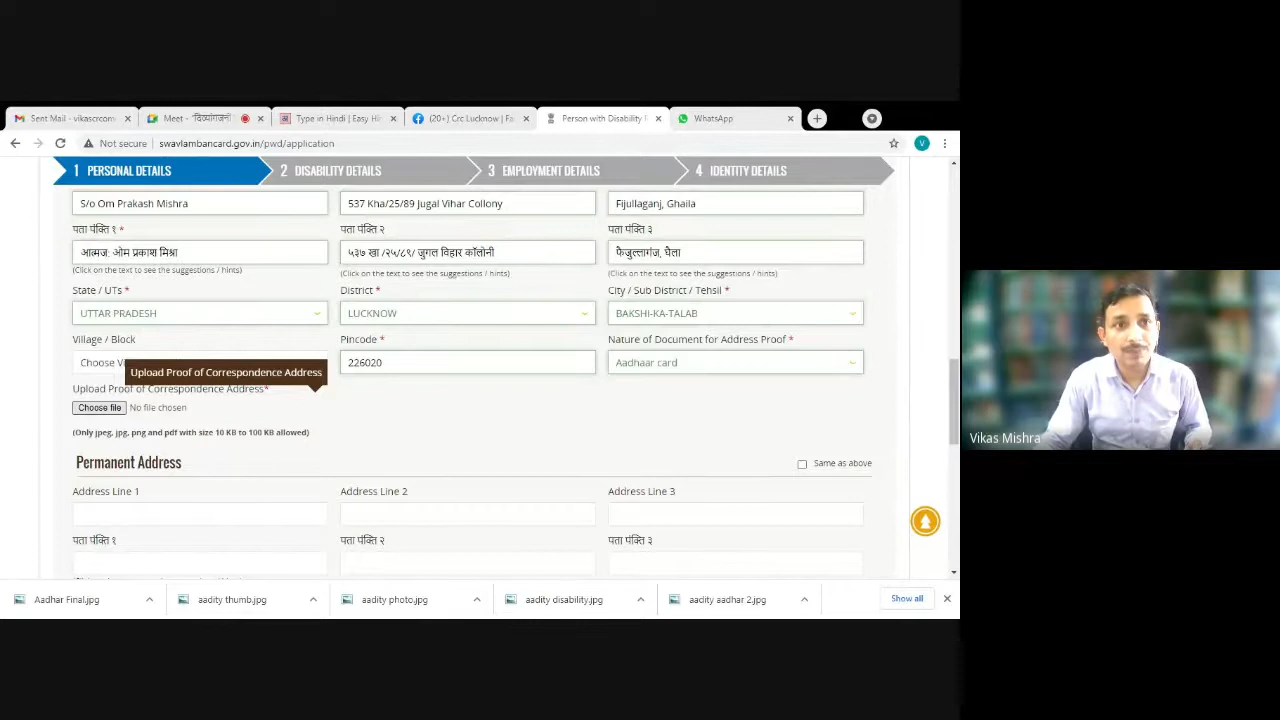 Sent Mail - vikascrccom
Meet - "दिव्यांगजनों
Type in Hindi | Easy Hi
(20+) Crc Lucknow | Fa
Person with Disability
WhatsApp
Not secure | swavlambancard.gov.in/pwd/application
V
1 PERSONAL DETAILS
2 DISABILITY DETAILS
3 EMPLOYMENT DETAILS
4 IDENTITY DETAILS
S/o Om Prakash Mishra
537 Kha/25/89 Jugal Vihar Collony
Fijullaganj, Ghaila
पता पंक्ति १ *
पता पंक्ति २
पता पंक्ति ३
आत्मज: ओम प्रकाश मिश्रा
५३७ खा /२५/८९/ जुगल विहार कॉलोनी
फैजुल्लागंज, घैला
(Click on the text to see the suggestions / hints)
(Click on the text to see the suggestions / hints)
(Click on the text to see the suggestions / hints)
State / UTs *
District *
City / Sub District / Tehsil *
UTTAR PRADESH
LUCKNOW
BAKSHI-KA-TALAB
Village / Block
Pincode *
Nature of Document for Address Proof *
Choose V
Upload Proof of Correspondence Address
226020
Aadhaar card
Upload Proof of Correspondence Address*
Choose file No file chosen
(Only jpeg, jpg, png and pdf with size 10 KB to 100 KB allowed)
Permanent Address
Same as above
Address Line 1
Address Line 2
Address Line 3
पता पंक्ति १
पता पंक्ति २
पता पंक्ति ३
Aadhar Final.jpg
aadity thumb.jpg
aadity photo.jpg
aadity disability.jpg
aadity aadhar 2.jpg
Show all
Vikas Mishra